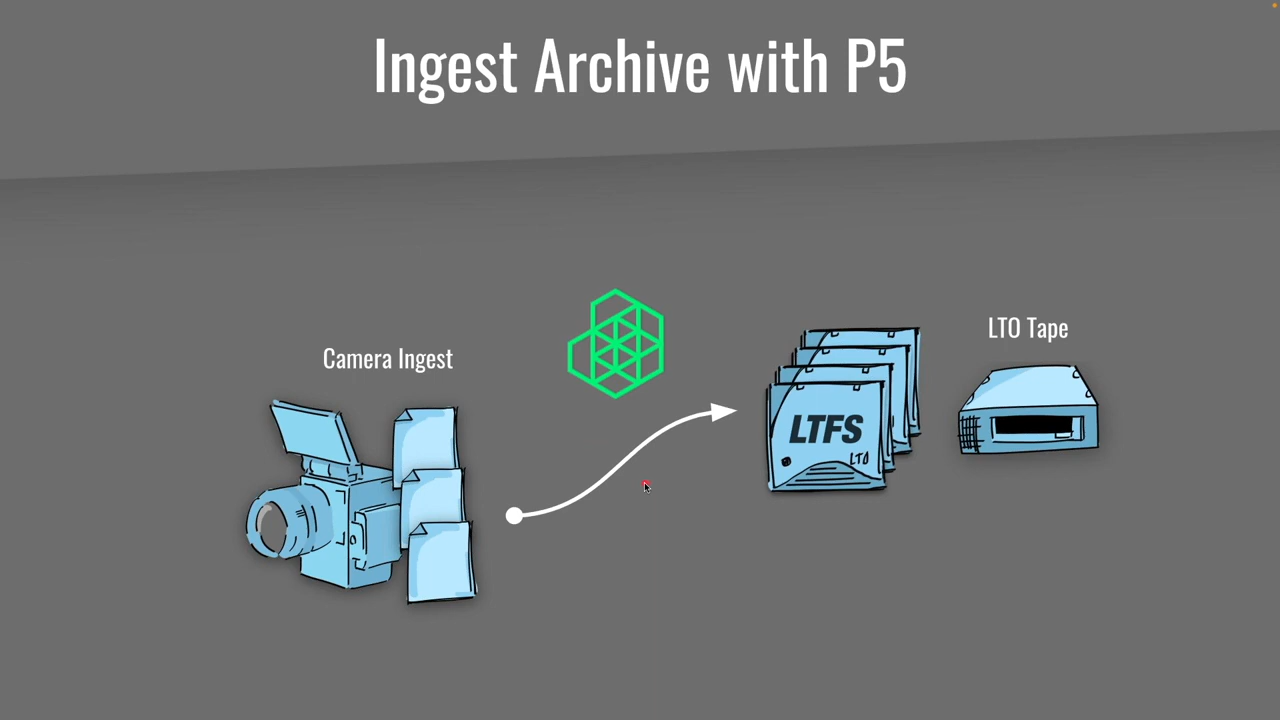 Ingest Archive with P5
LTO Tape
Camera Ingest
LTFS
LTO